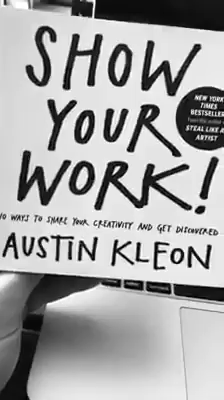 SHOW
YOUR
WORK!
NEW YORK
TIMES
BESTSELLER
STEAL LIKE
ARTIST
10 WAYS TO SHARE YOUR CREATIVITY AND GET DISCOVERED
AUSTIN KLEON